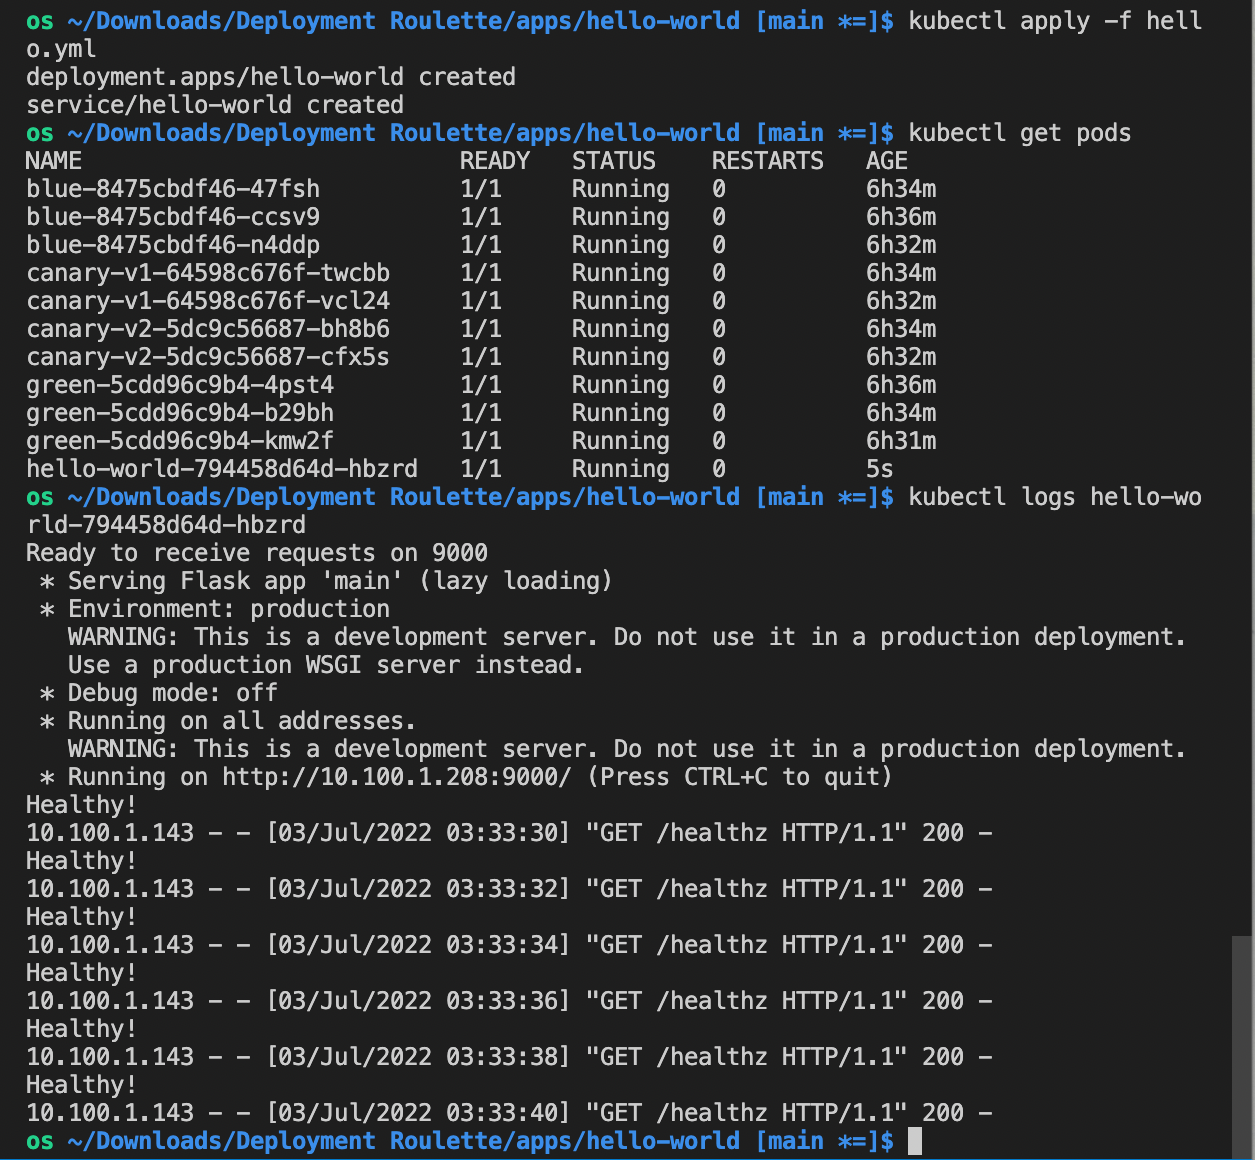 os ~/Downloads/Deployment Roulette/apps/hello-world [main *=]$ kubectl apply -f hell
o.yml
deployment.apps/hello-world created
service/hello-world created
os ~/Downloads/Deployment Roulette/apps/hello-world [main *=]$ kubectl get pods
NAME                           READY   STATUS    RESTARTS   AGE
blue-8475cbdf46-47fsh          1/1     Running   0          6h34m
blue-8475cbdf46-ccsv9          1/1     Running   0          6h36m
blue-8475cbdf46-n4ddp          1/1     Running   0          6h32m
canary-v1-64598c676f-twcbb     1/1     Running   0          6h34m
canary-v1-64598c676f-vcl24     1/1     Running   0          6h32m
canary-v2-5dc9c56687-bh8b6     1/1     Running   0          6h34m
canary-v2-5dc9c56687-cfx5s     1/1     Running   0          6h32m
green-5cdd96c9b4-4pst4         1/1     Running   0          6h36m
green-5cdd96c9b4-b29bh         1/1     Running   0          6h34m
green-5cdd96c9b4-kmw2f         1/1     Running   0          6h31m
hello-world-794458d64d-hbzrd   1/1     Running   0          5s
os ~/Downloads/Deployment Roulette/apps/hello-world [main *=]$ kubectl logs hello-wo
rld-794458d64d-hbzrd
Ready to receive requests on 9000
 * Serving Flask app 'main' (lazy loading)
 * Environment: production
   WARNING: This is a development server. Do not use it in a production deployment.
   Use a production WSGI server instead.
 * Debug mode: off
 * Running on all addresses.
   WARNING: This is a development server. Do not use it in a production deployment.
 * Running on http://10.100.1.208:9000/ (Press CTRL+C to quit)
Healthy!
10.100.1.143 - - [03/Jul/2022 03:33:30] "GET /healthz HTTP/1.1" 200 -
Healthy!
10.100.1.143 - - [03/Jul/2022 03:33:32] "GET /healthz HTTP/1.1" 200 -
Healthy!
10.100.1.143 - - [03/Jul/2022 03:33:34] "GET /healthz HTTP/1.1" 200 -
Healthy!
10.100.1.143 - - [03/Jul/2022 03:33:36] "GET /healthz HTTP/1.1" 200 -
Healthy!
10.100.1.143 - - [03/Jul/2022 03:33:38] "GET /healthz HTTP/1.1" 200 -
Healthy!
10.100.1.143 - - [03/Jul/2022 03:33:40] "GET /healthz HTTP/1.1" 200 -
os ~/Downloads/Deployment Roulette/apps/hello-world [main *=]$